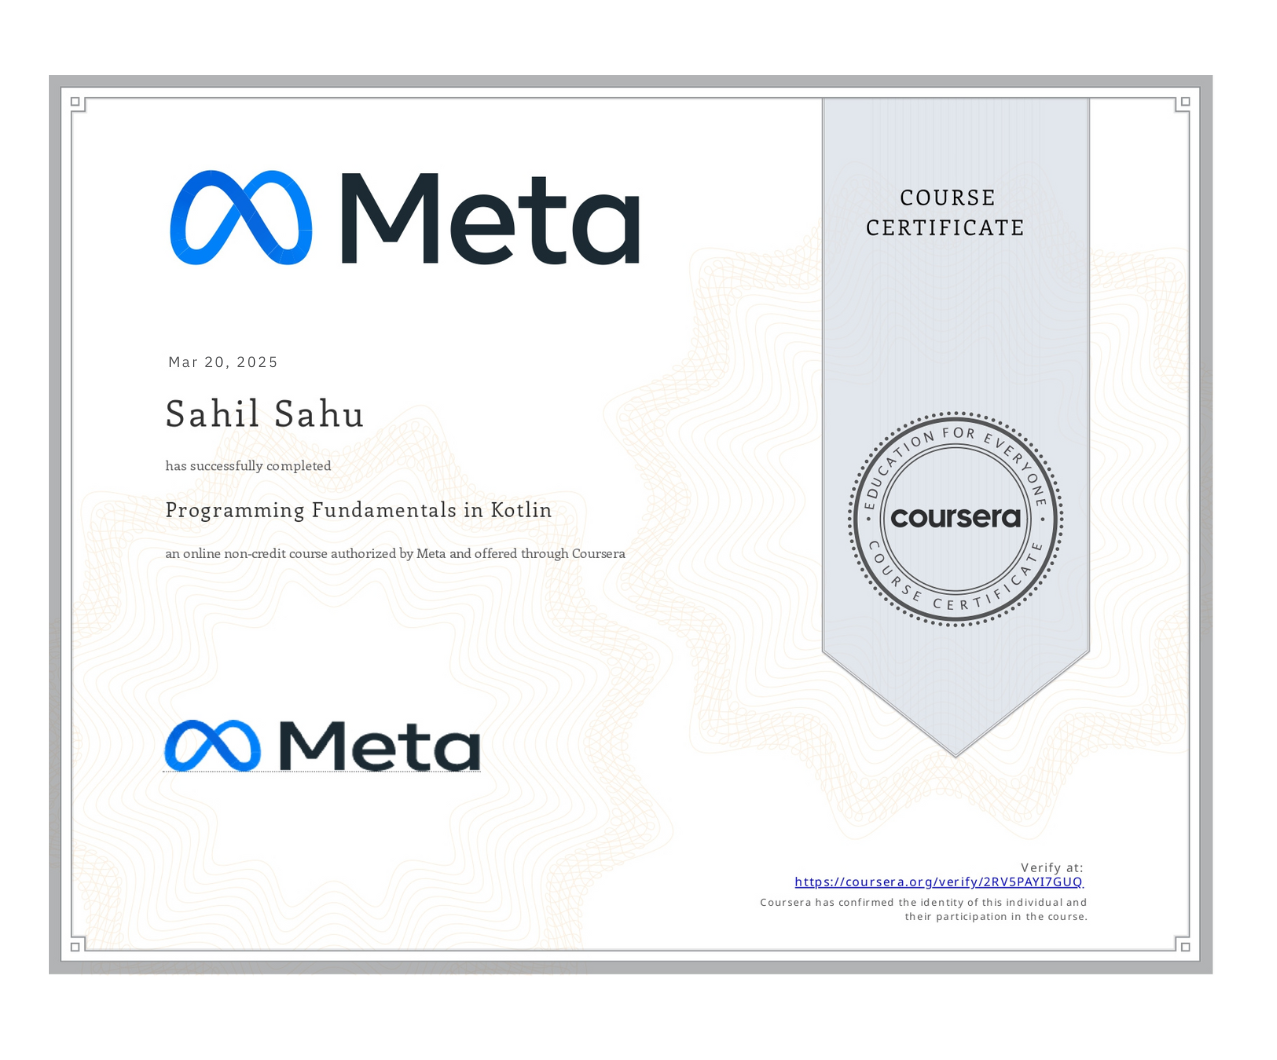 Meta
COURSE
CERTIFICATE
Mar 20, 2025
Sahil Sahu
has successfully completed
Programming Fundamentals in Kotlin
an online non-credit course authorized by Meta and offered through Coursera
EDUCATION FOR EVERYONE
coursera
COURSE CERTIFICATE
Meta
Verify at:
https://coursera.org/verify/2RV5PAYI7GUQ
Coursera has confirmed the identity of this individual and
their participation in the course.